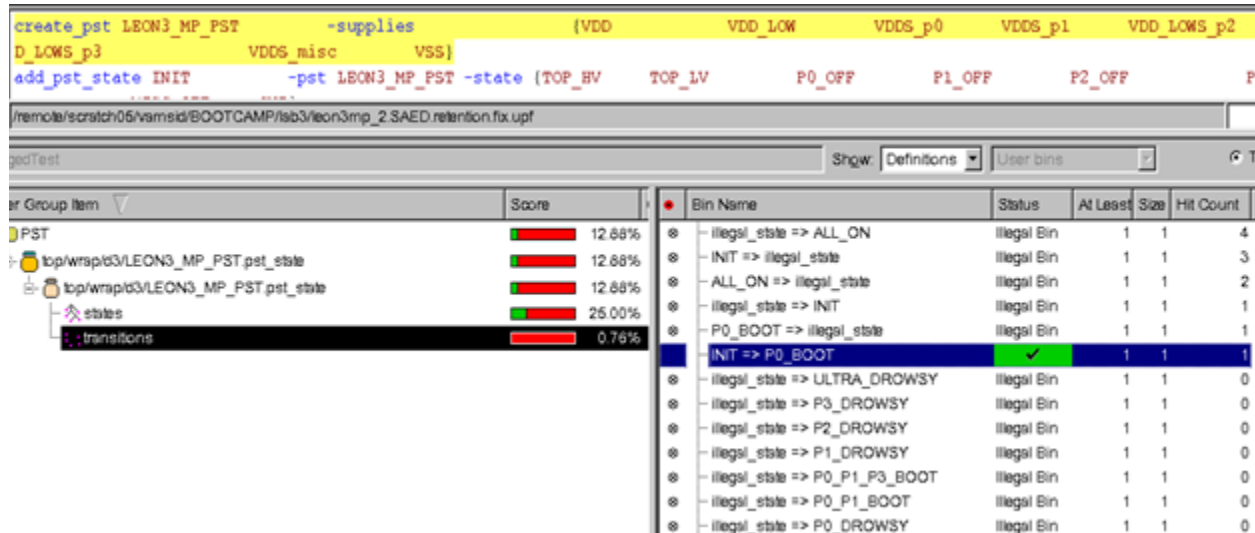 create_pst LEON3_MP_PST -supplies {VDD VDD_LOW VDDS_p0 VDDS_p1 VDD_LOWS_p2
D_LOWS_p3 VDDS_misc VSS}
add_pst_state INIT -pst LEON3_MP_PST -state {TOP_HV TOP_LV P0_OFF P1_OFF P2_OFF P
/remote/scratch05/vamsid/BOOTCAMP/lab3/leon3mp_2.SAED.retention.fix.upf
gedTest Show: Definitions User bins T
er Group Item Score Bin Name Status At Least Size Hit Count
PST 12.88%
top/wrap/d3/LEON3_MP_PST.pst_state 12.88%
top/wrap/d3/LEON3_MP_PST.pst_state 12.88%
states 25.00%
transitions 0.76%
illegal_state => ALL_ON Illegal Bin 1 1 4
INIT => illegal_state Illegal Bin 1 1 3
ALL_ON => illegal_state Illegal Bin 1 1 2
illegal_state => INIT Illegal Bin 1 1 1
P0_BOOT => illegal_state Illegal Bin 1 1 1
INIT => P0_BOOT ✓ 1 1 1
illegal_state => ULTRA_DROWSY Illegal Bin 1 1 0
illegal_state => P3_DROWSY Illegal Bin 1 1 0
illegal_state => P2_DROWSY Illegal Bin 1 1 0
illegal_state => P1_DROWSY Illegal Bin 1 1 0
illegal_state => P0_P1_P3_BOOT Illegal Bin 1 1 0
illegal_state => P0_P1_BOOT Illegal Bin 1 1 0
illegal_state => P0_DROWSY Illegal Bin 1 1 0